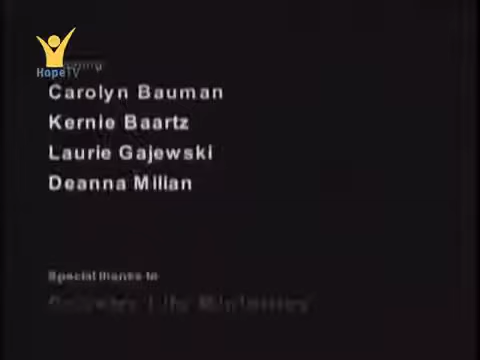 HopeTV
Carolyn Bauman
Kernie Baartz
Laurie Gajewski
Deanna Milian
Special thanks to